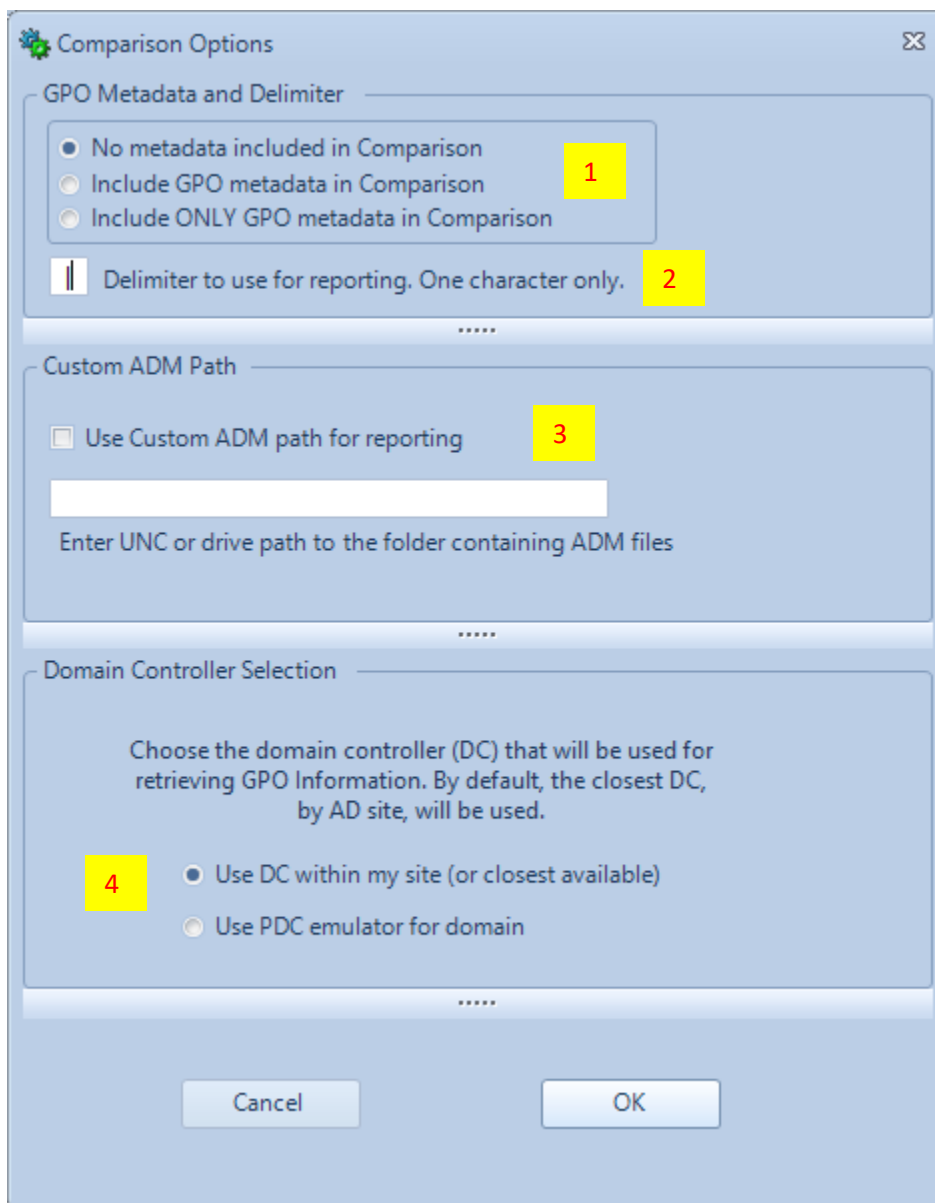 Comparison Options
GPO Metadata and Delimiter
No metadata included in Comparison
1
Include GPO metadata in Comparison
Include ONLY GPO metadata in Comparison
| Delimiter to use for reporting. One character only.
2
Custom ADM Path
Use Custom ADM path for reporting
3
Enter UNC or drive path to the folder containing ADM files
Domain Controller Selection
Choose the domain controller (DC) that will be used for
retrieving GPO Information. By default, the closest DC,
by AD site, will be used.
4
Use DC within my site (or closest available)
Use PDC emulator for domain
Cancel
OK